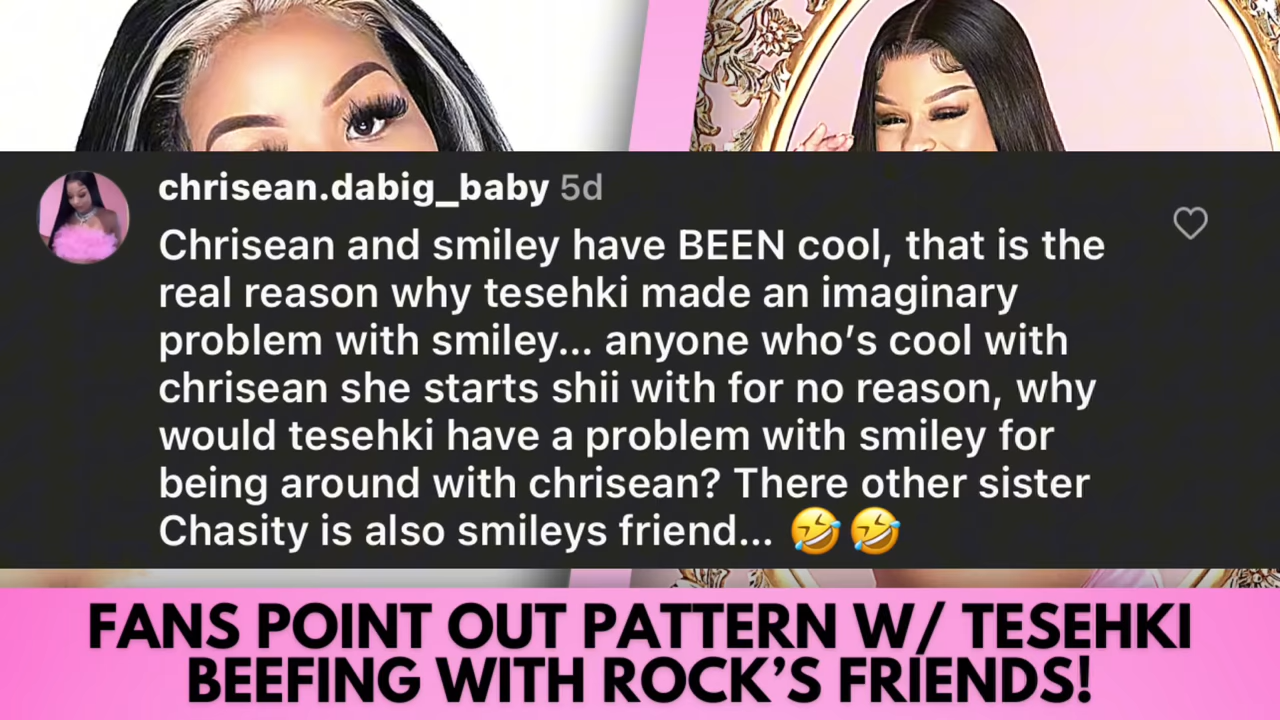 chrisean.dabig_baby 5d
Chrisean and smiley have BEEN cool, that is the
real reason why tesehki made an imaginary
problem with smiley... anyone who’s cool with
chrisean she starts shii with for no reason, why
would tesehki have a problem with smiley for
being around with chrisean? There other sister
Chasity is also smileys friend... 🤣🤣
FANS POINT OUT PATTERN W/ TESEHKI
BEEFING WITH ROCK’S FRIENDS!